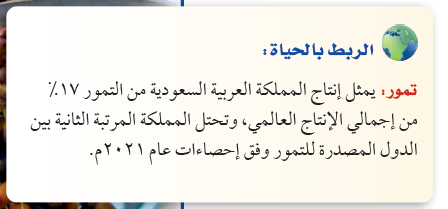 الربط بالحياة:
تمور: يمثل إنتاج المملكة العربية السعودية من التمور ١٧٪
من إجمالي الإنتاج العالمي، وتحتل المملكة المرتبة الثانية بين
الدول المصدرة للتمور وفق إحصاءات عام ٢٠٢١م.